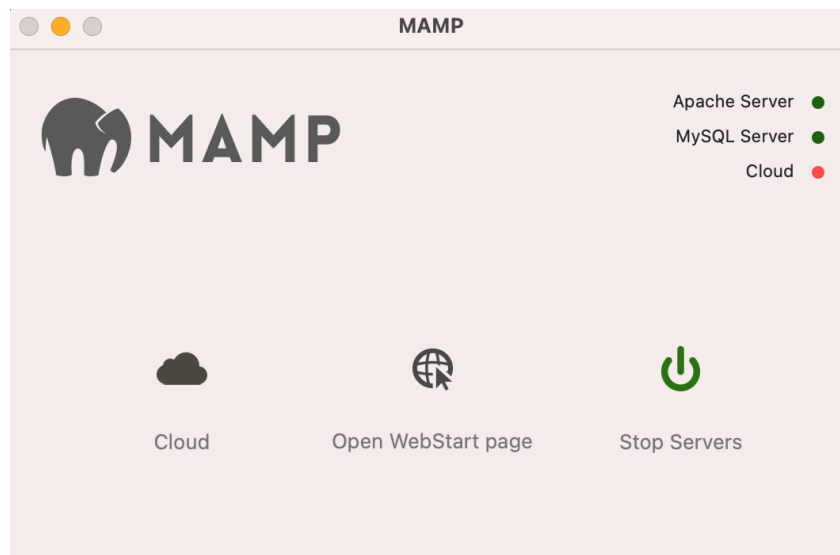 MAMP
MAMP
Apache Server
MySQL Server
Cloud
Cloud
Open WebStart page
Stop Servers